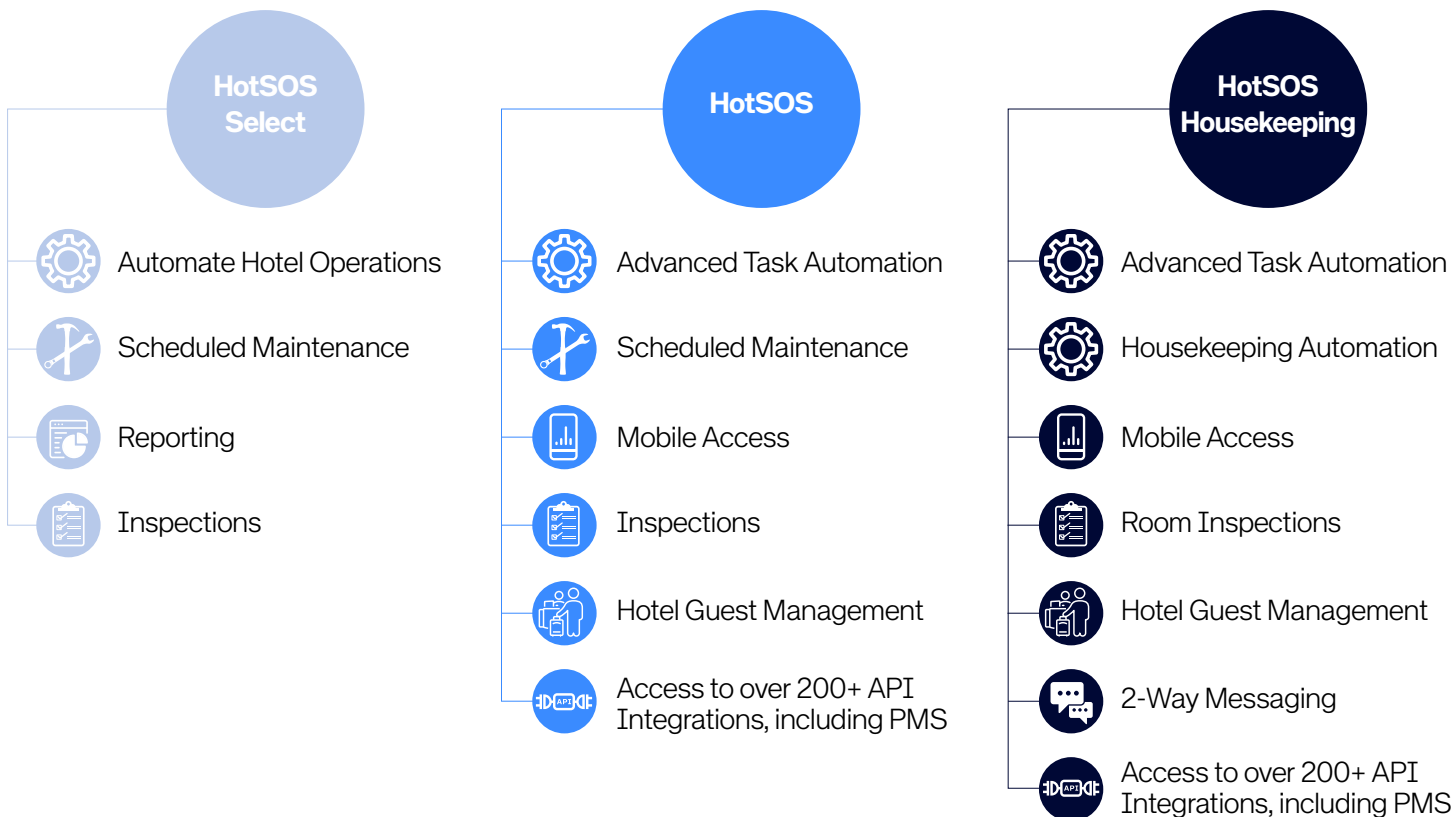 HotSOS
Select
Automate Hotel Operations
Scheduled Maintenance
Reporting
Inspections
HotSOS
Advanced Task Automation
Scheduled Maintenance
Mobile Access
Inspections
Hotel Guest Management
API
Access to over 200+ API
Integrations, including PMS
HotSOS
Housekeeping
Advanced Task Automation
Housekeeping Automation
Mobile Access
Room Inspections
Hotel Guest Management
2-Way Messaging
API
Access to over 200+ API
Integrations, including PMS